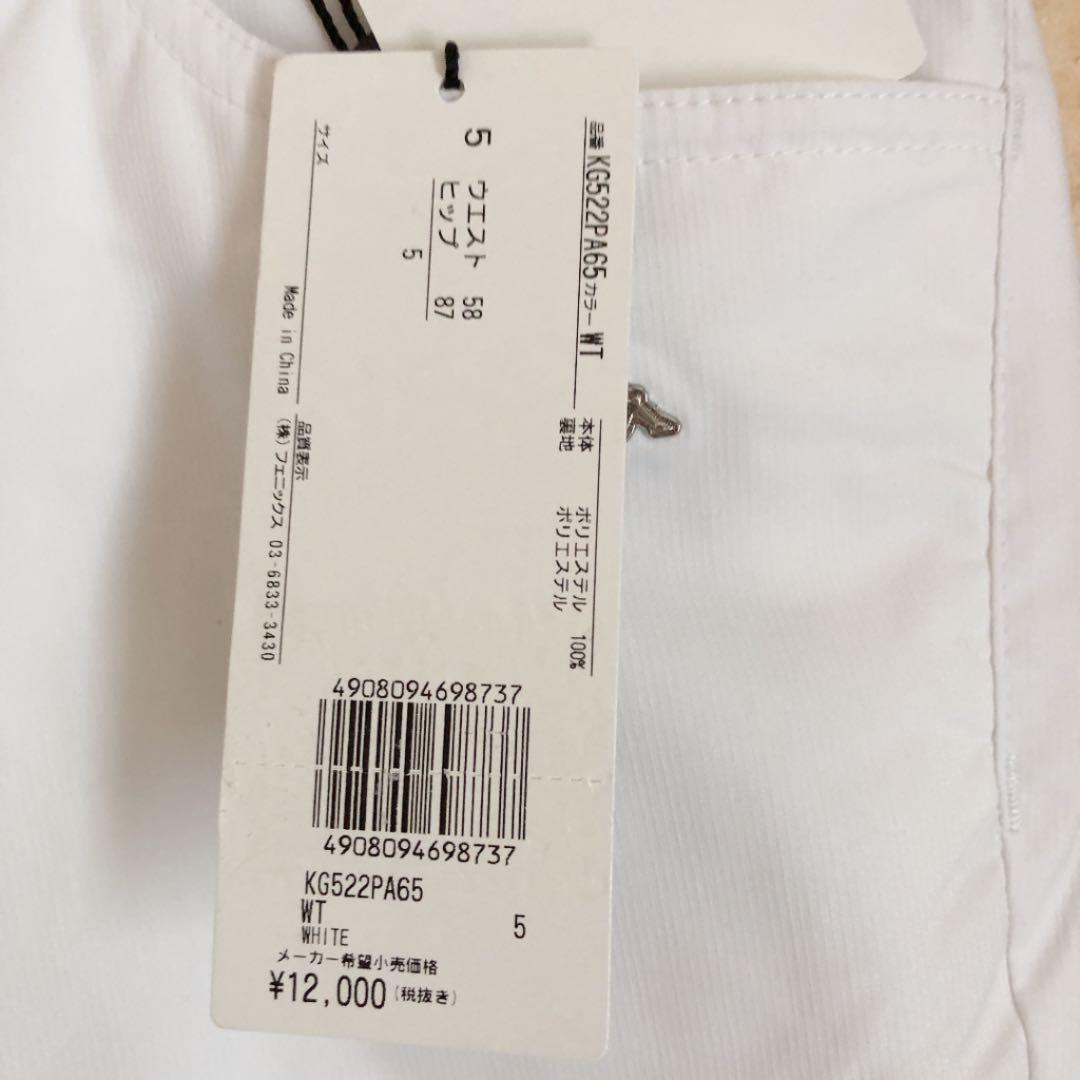 品番 KG522PA65 カラー WT
本体 ポリエステル 100%
裏地 ポリエステル
5 ウエスト 58
ヒップ 87
5
サイズ
Made in China
品質表示
(株)フェニックス 03-6833-3430
4908094698737
4908094698737
KG522PA65
WT 5
WHITE
メーカー希望小売価格
¥12,000(税抜き)